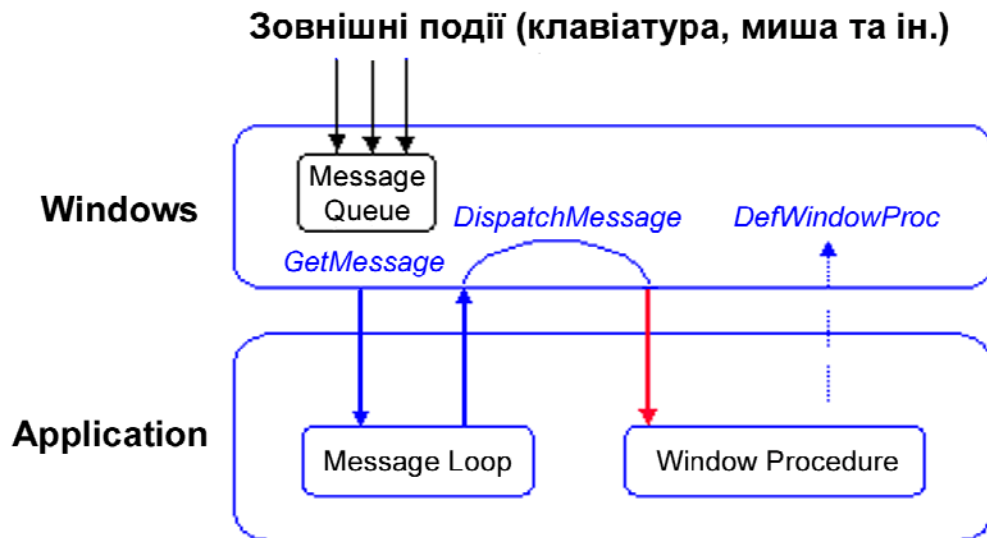 Зовнішні події (клавіатура, миша та ін.)
Message
Queue
Windows
DispatchMessage
DefWindowProc
GetMessage
Application
Message Loop
Window Procedure